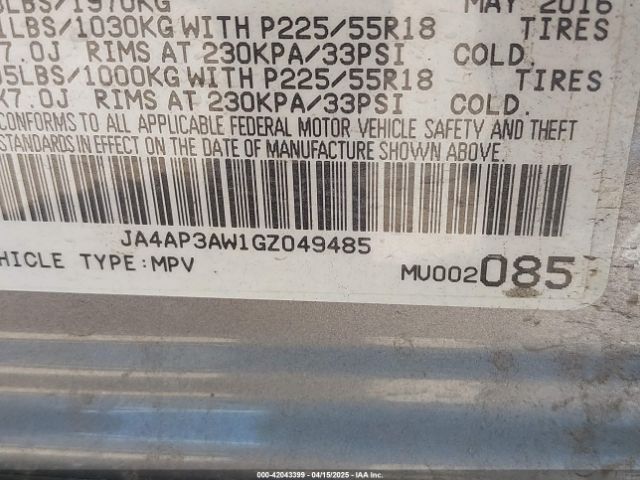 LBS/1970KG MAY 2016
LBS/1030KG WITH P225/55R18 TIRES
7.0J RIMS AT 230KPA/33PSI COLD.
05LBS/1000KG WITH P225/55R18 TIRES
X7.0J RIMS AT 230KPA/33PSI COLD.
CONFORMS TO ALL APPLICABLE FEDERAL MOTOR VEHICLE SAFETY AND THEFT
STANDARDS IN EFFECT ON THE DATE OF MANUFACTURE SHOWN ABOVE.
JA4AP3AW1GZ049485
HICLE TYPE:MPV MU002085
000-42043399 - 04/15/2025 - IAA Inc.